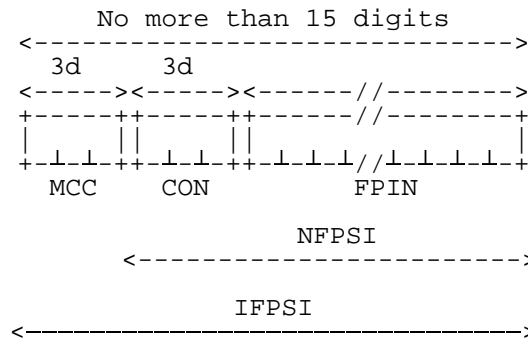 No more than 15 digits
3d 3d
MCC CON FPIN
NFPSI
IFPSI